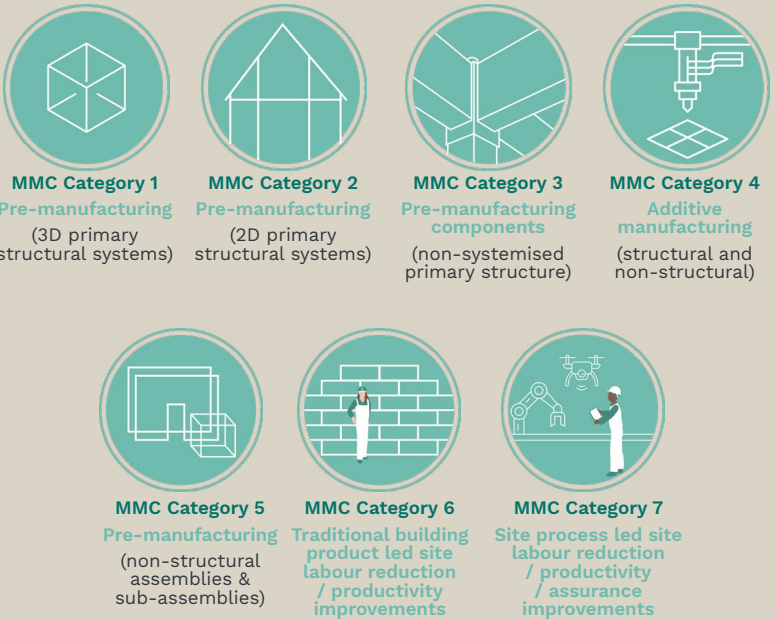 MMC Category 1
Pre-manufacturing
(3D primary
structural systems)
MMC Category 2
Pre-manufacturing
(2D primary
structural systems)
MMC Category 3
Pre-manufacturing
components
(non-systemised
primary structure)
MMC Category 4
Additive
manufacturing
(structural and
non-structural)
MMC Category 5
Pre-manufacturing
(non-structural
assemblies &
sub-assemblies)
MMC Category 6
Traditional building
product led site
labour reduction
/ productivity
improvements
MMC Category 7
Site process led site
labour reduction
/ productivity
/ assurance
improvements